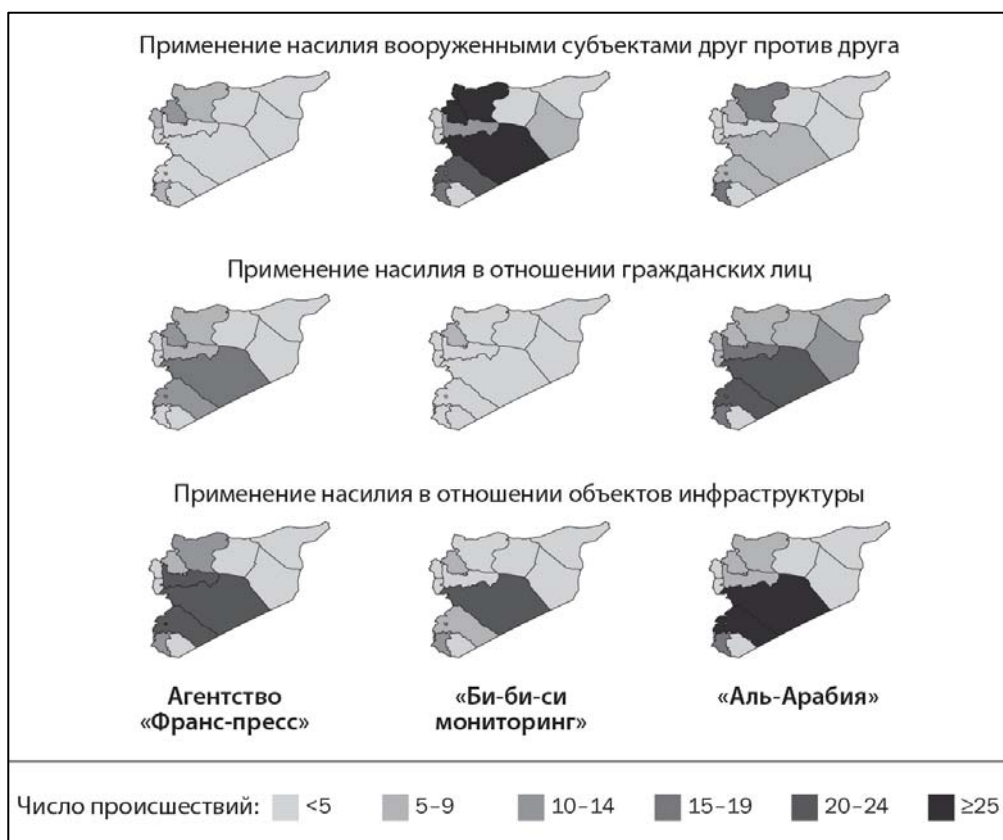 Применение насилия вооруженными субъектами друг против друга
Применение насилия в отношении гражданских лиц
Применение насилия в отношении объектов инфраструктуры
Агентство
«Франс-пресс»
«Би-би-си
мониторинг»
«Аль-Арабия»
Число происшествий: <5 5–9 10–14 15–19 20–24 ≥25